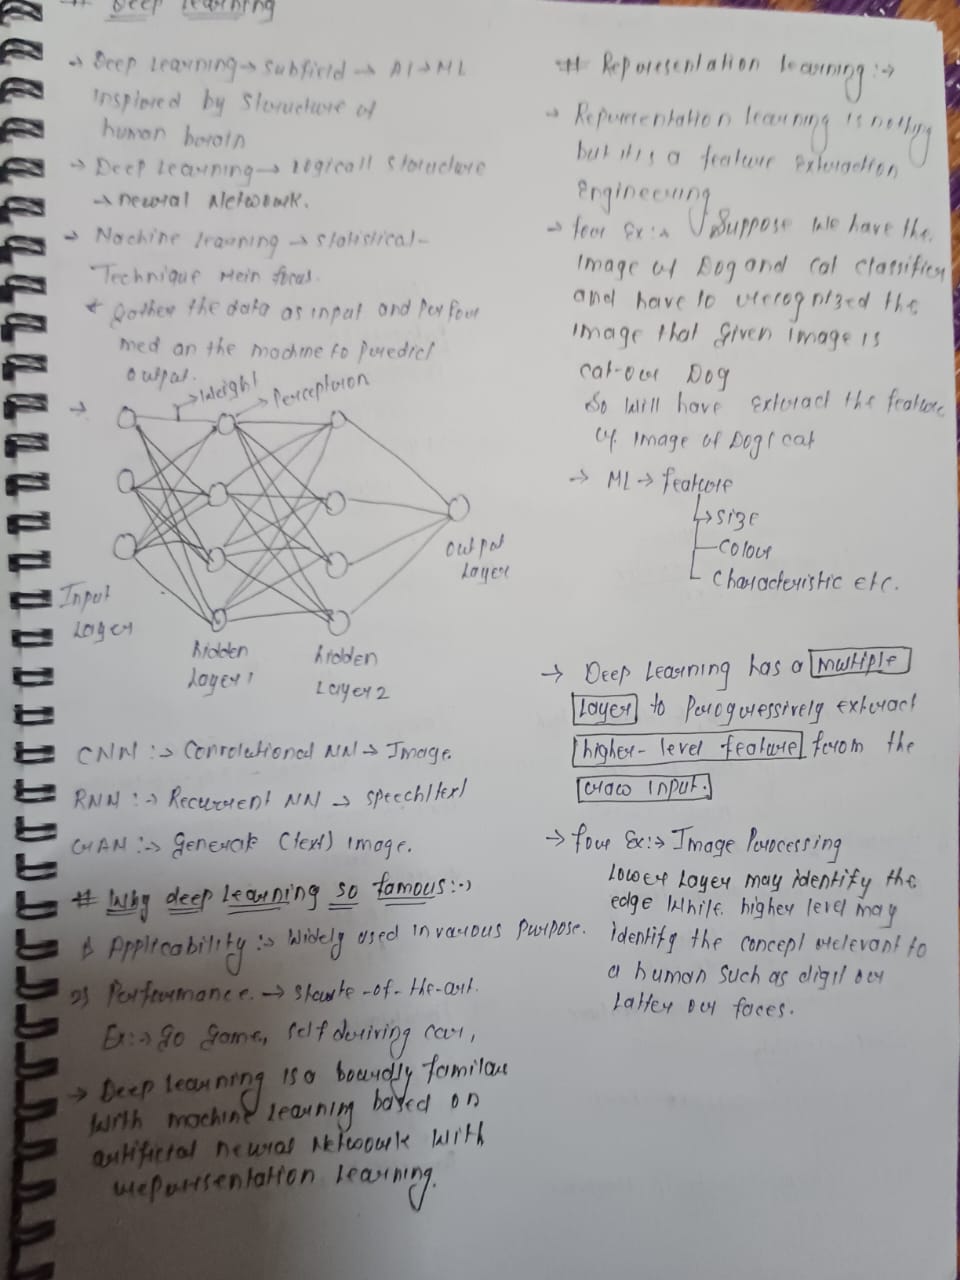 # Deep Learning
→ Deep Learning → subfield → AI → ML
inspired by Structure of
human brain
→ Deep Learning → Logicall Structure
→ neural Network.
→ Machine learning → statistical-
Technique Mein focus.
* Gather the data as input and perfor
med on the machine to Predict
output.
→ Weight → Perceptron
Input
Layer
hidden
Layer 1
hidden
Layer 2
Output
Layer
CNN :→ Convolutional NN → Image.
RNN :→ Recurrent NN → speech/text
GAN :→ Generate (text) image.
# Why deep Learning so famous :→
1) Applicability :→ Widely used in various purpose.
2) Performance. → State-of-the-art.
Ex :→ go game, self driving car,
→ Deep learning is a boardly familar
With machine learning based on
artificial neural Network with
representation learning.
# Representation learning :→
→ Representation learning is nothing
but it is a feature Extraction
Engineering
→ for Ex :→ Suppose we have the
image of Dog and cat classifier
and have to recognized the
image that given image is
cat-or Dog
So will have extract the feature
of image of Dog/cat
→ ML → feature
→ size
Colour
Characteristic etc.
→ Deep Learning has a multiple
Layer to Progressively extract
higher-level feature from the
raw input.
→ for Ex :→ Image Processing
Lower Layer may identify the
edge While higher level may
identify the concept relevant to
a human such as digit or
Latter or faces.